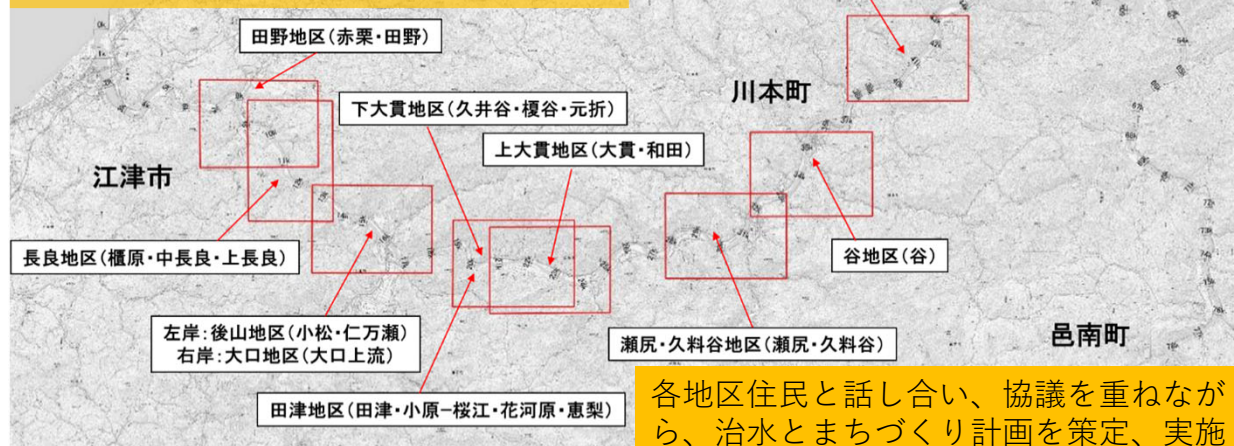 田野地区(赤栗・田野)
下大貫地区(久井谷・榎谷・元折)
川本町
上大貫地区(大貫・和田)
江津市
長良地区(櫃原・中長良・上長良)
谷地区(谷)
左岸:後山地区(小松・仁万瀬)
右岸:大口地区(大口上流)
瀬尻・久料谷地区(瀬尻・久料谷)
邑南町
田津地区(田津・小原−桜江・花河原・恵梨)
各地区住民と話し合い、協議を重ねなが
ら、治水とまちづくり計画を策定、実施